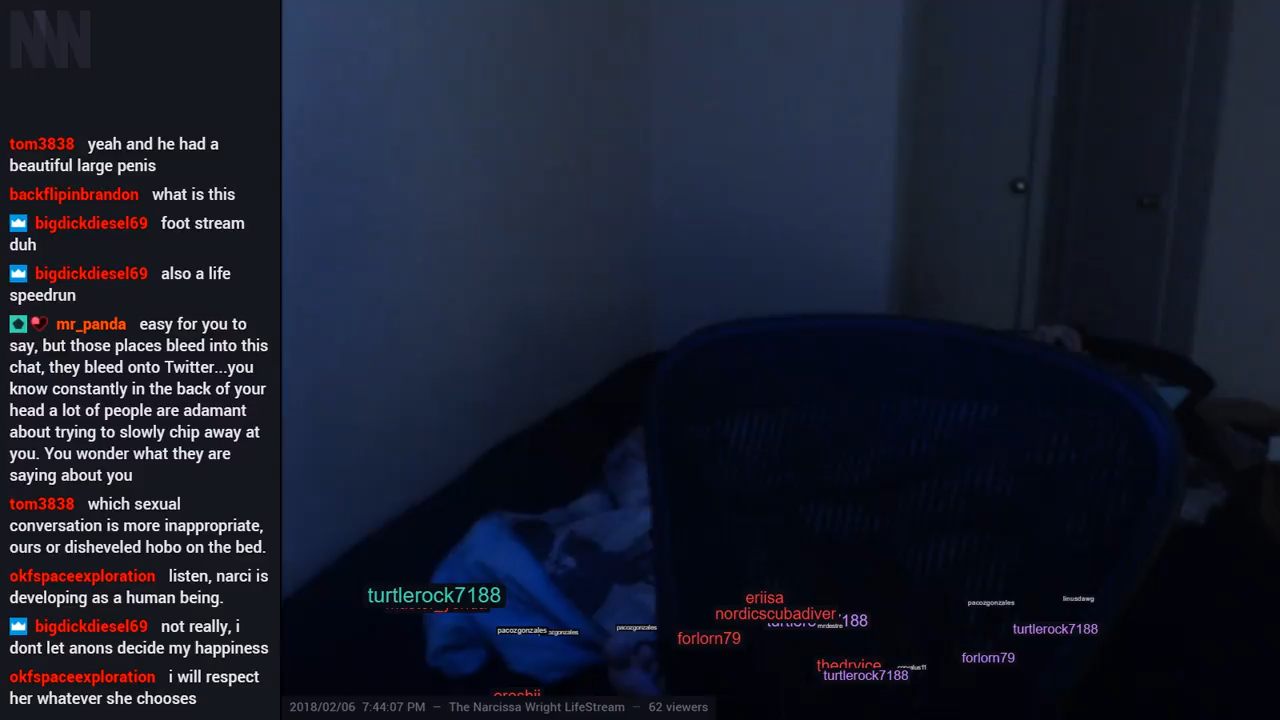 NNN
tom3838 yeah and he had a
beautiful large penis
backflipinbrandon what is this
bigdickdiesel69 foot stream
duh
bigdickdiesel69 also a life
speedrun
mr_panda easy for you to
say, but those places bleed into this
chat, they bleed onto Twitter...you
know constantly in the back of your
head a lot of people are adamant
about trying to slowly chip away at
you. You wonder what they are
saying about you
tom3838 which sexual
conversation is more inappropriate,
ours or disheveled hobo on the bed.
okfspaceexploration listen, narci is
developing as a human being.
bigdickdiesel69 not really, i
dont let anons decide my happiness
okfspaceexploration i will respect
her whatever she chooses
turtlerock7188
pacozgonzales
pacozgonzales
eriisa
nordicscubadiver
forlorn79
turtlerock7188
pacozgonzales
linusdawg
turtlerock7188
forlorn79
thedryice
turtlerock7188
2018/02/06 7:44:07 PM – The Narcissa Wright LifeStream – 62 viewers